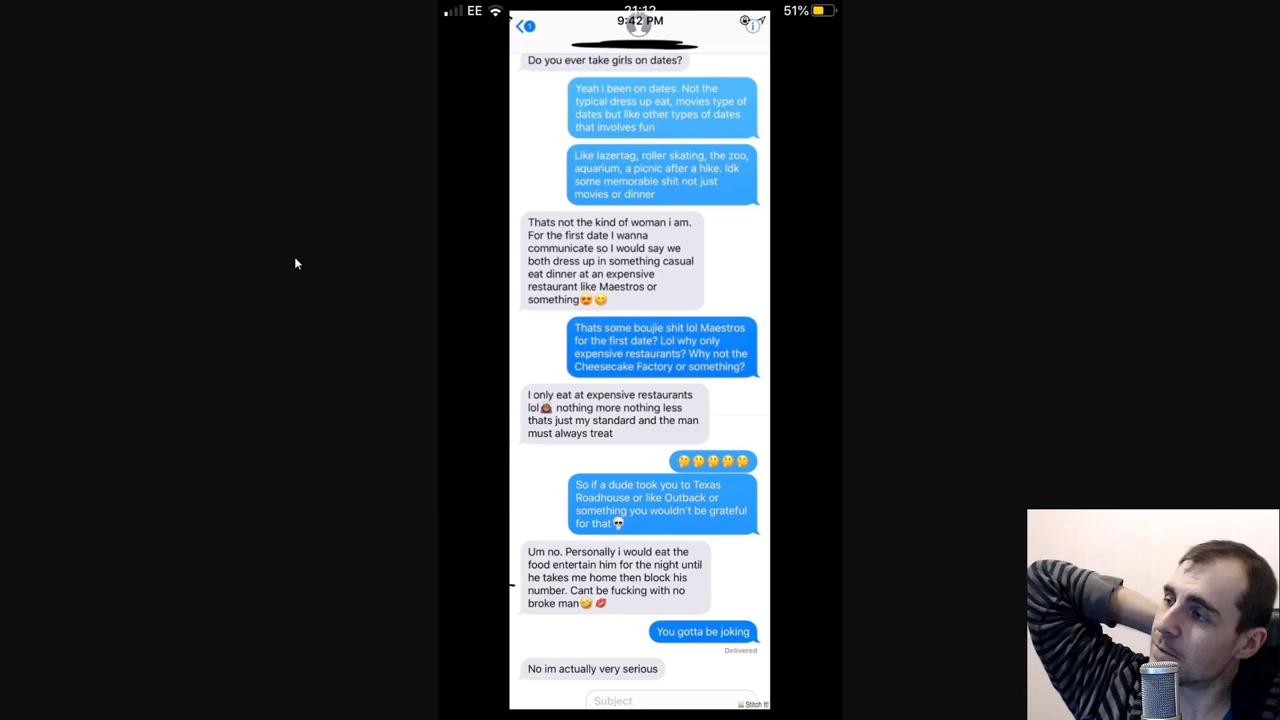 EE
21:12
51%
1
9:42 PM
Do you ever take girls on dates?
Yeah i been on dates. Not the
typical dress up eat, movies type of
dates but like other types of dates
that involves fun
Like lazertag, roller skating, the zoo,
aquarium, a picnic after a hike. Idk
some memorable shit not just
movies or dinner
Thats not the kind of woman i am.
For the first date I wanna
communicate so I would say we
both dress up in something casual
eat dinner at an expensive
restaurant like Maestros or
something😍😋
Thats some boujie shit lol Maestros
for the first date? Lol why only
expensive restaurants? Why not the
Cheesecake Factory or something?
I only eat at expensive restaurants
lol🙇🏾‍♀️ nothing more nothing less
thats just my standard and the man
must always treat
🤔🤔🤔🤔🤔
So if a dude took you to Texas
Roadhouse or like Outback or
something you wouldn't be grateful
for that💀
Um no. Personally i would eat the
food entertain him for the night until
he takes me home then block his
number. Cant be fucking with no
broke man🤣💋
You gotta be joking
Delivered
No im actually very serious
Subject
Stitch It!